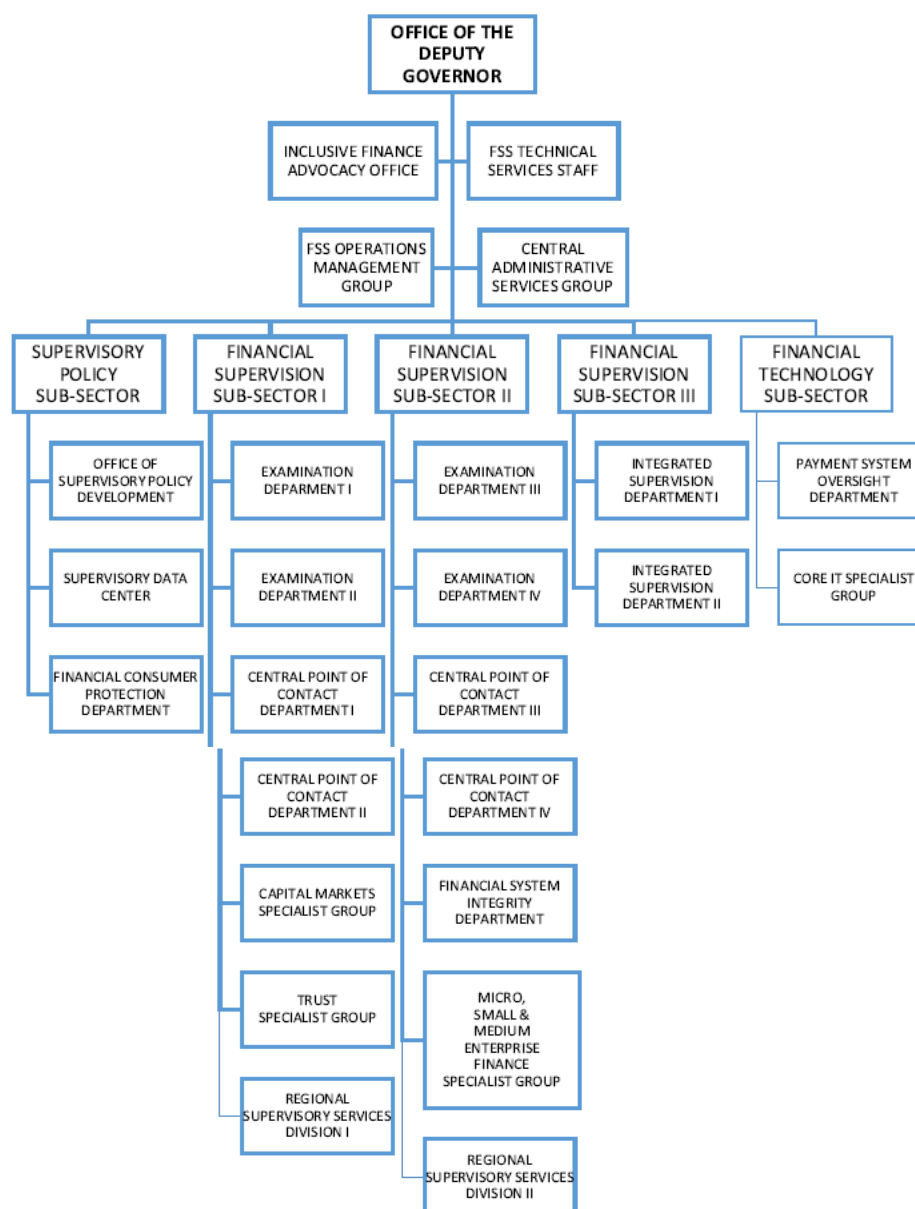 OFFICE OF THE
DEPUTY
GOVERNOR
INCLUSIVE FINANCE
ADVOCACY OFFICE
FSS TECHNICAL
SERVICES STAFF
FSS OPERATIONS
MANAGEMENT
GROUP
CENTRAL
ADMINISTRATIVE
SERVICES GROUP
SUPERVISORY
POLICY
SUB-SECTOR
FINANCIAL
SUPERVISION
SUB-SECTOR I
FINANCIAL
SUPERVISION
SUB-SECTOR II
FINANCIAL
SUPERVISION
SUB-SECTOR III
FINANCIAL
TECHNOLOGY
SUB-SECTOR
OFFICE OF
SUPERVISORY POLICY
DEVELOPMENT
EXAMINATION
DEPARMENT I
EXAMINATION
DEPARTMENT III
INTEGRATED
SUPERVISION
DEPARTMENT I
PAYMENT SYSTEM
OVERSIGHT
DEPARTMENT
SUPERVISORY DATA
CENTER
EXAMINATION
DEPARTMENT II
EXAMINATION
DEPARTMENT IV
INTEGRATED
SUPERVISION
DEPARTMENT II
CORE IT SPECIALIST
GROUP
FINANCIAL CONSUMER
PROTECTION
DEPARTMENT
CENTRAL POINT OF
CONTACT
DEPARTMENT I
CENTRAL POINT OF
CONTACT
DEPARTMENT III
CENTRAL POINT OF
CONTACT
DEPARTMENT II
CENTRAL POINT OF
CONTACT
DEPARTMENT IV
CAPITAL MARKETS
SPECIALIST GROUP
FINANCIAL SYSTEM
INTEGRITY
DEPARTMENT
TRUST
SPECIALIST GROUP
MICRO,
SMALL &
MEDIUM
ENTERPRISE
FINANCE
SPECIALIST GROUP
REGIONAL
SUPERVISORY SERVICES
DIVISION I
REGIONAL
SUPERVISORY SERVICES
DIVISION II